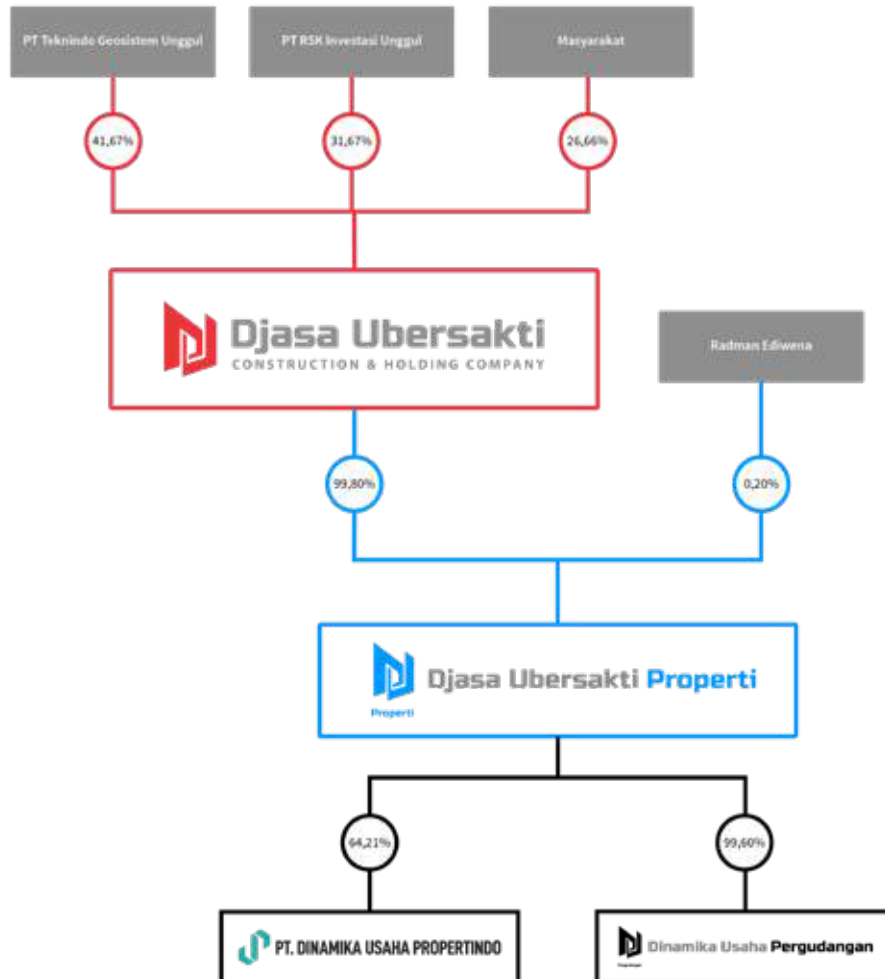 PT Teknindo Geosistem Unggul
PT RSK Investasi Unggul
Masyarakat
41,67%
31,67%
26,66%
Djasa Ubersakti
CONSTRUCTION & HOLDING COMPANY
Radman Ediwena
99,80%
0,20%
Properti
Djasa Ubersakti Properti
64,21%
99,60%
PT. DINAMIKA USAHA PROPERTINDO
Dinamika Usaha Pergudangan